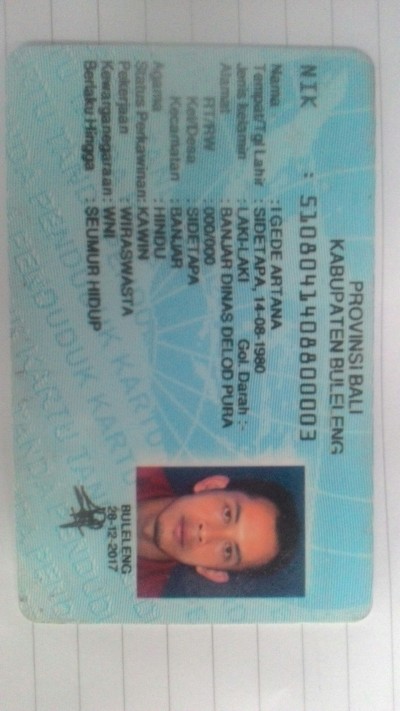 PROVINSI BALI
KABUPATEN BULELENG
NIK : 5108041408800003
Nama : I GEDE ARTANA
Tempat/Tgl Lahir : SIDETAPA, 14-08-1980
Jenis kelamin : LAKI-LAKI Gol. Darah : -
Alamat : BANJAR DINAS DELOD PURA
RT/RW : 000/000
Kel/Desa : SIDETAPA
Kecamatan : BANJAR
Agama : HINDU
Status Perkawinan: KAWIN
Pekerjaan : WIRASWASTA
Kewarganegaraan: WNI
Berlaku Hingga : SEUMUR HIDUP
BULELENG
28-12-2017